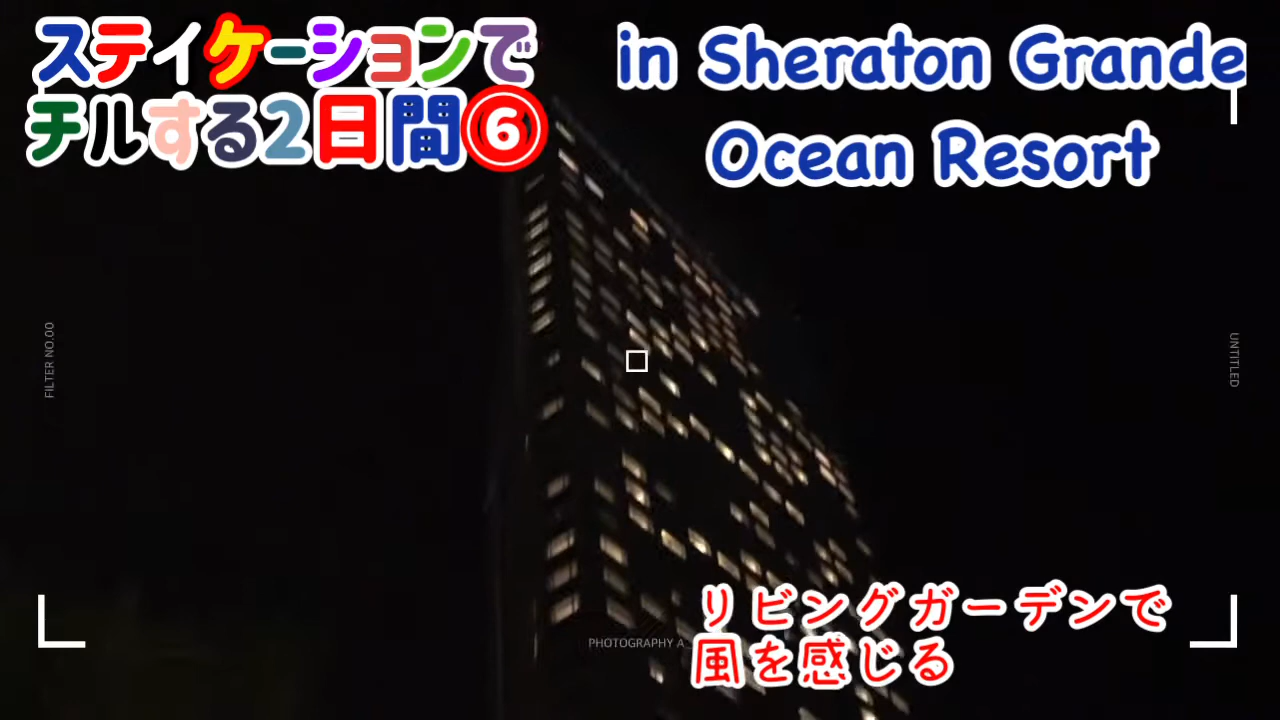 ステイケーションで
チルする2日間⑥
in Sheraton Grande
Ocean Resort
FILTER NO.00
UNTITLED
PHOTOGRAPHY A
リビングガーデンで
風を感じる